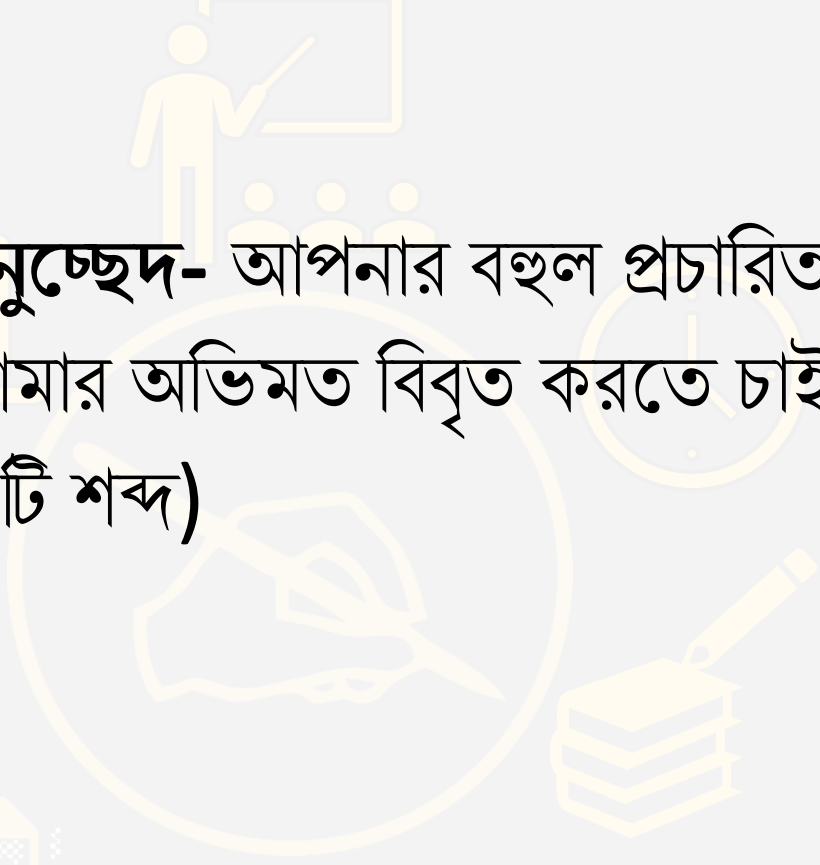 নুচ্ছেদ- আপনার বহুল প্রচারিত
ামার অভিমত বিবৃত করতে চাই
টি শব্দ)